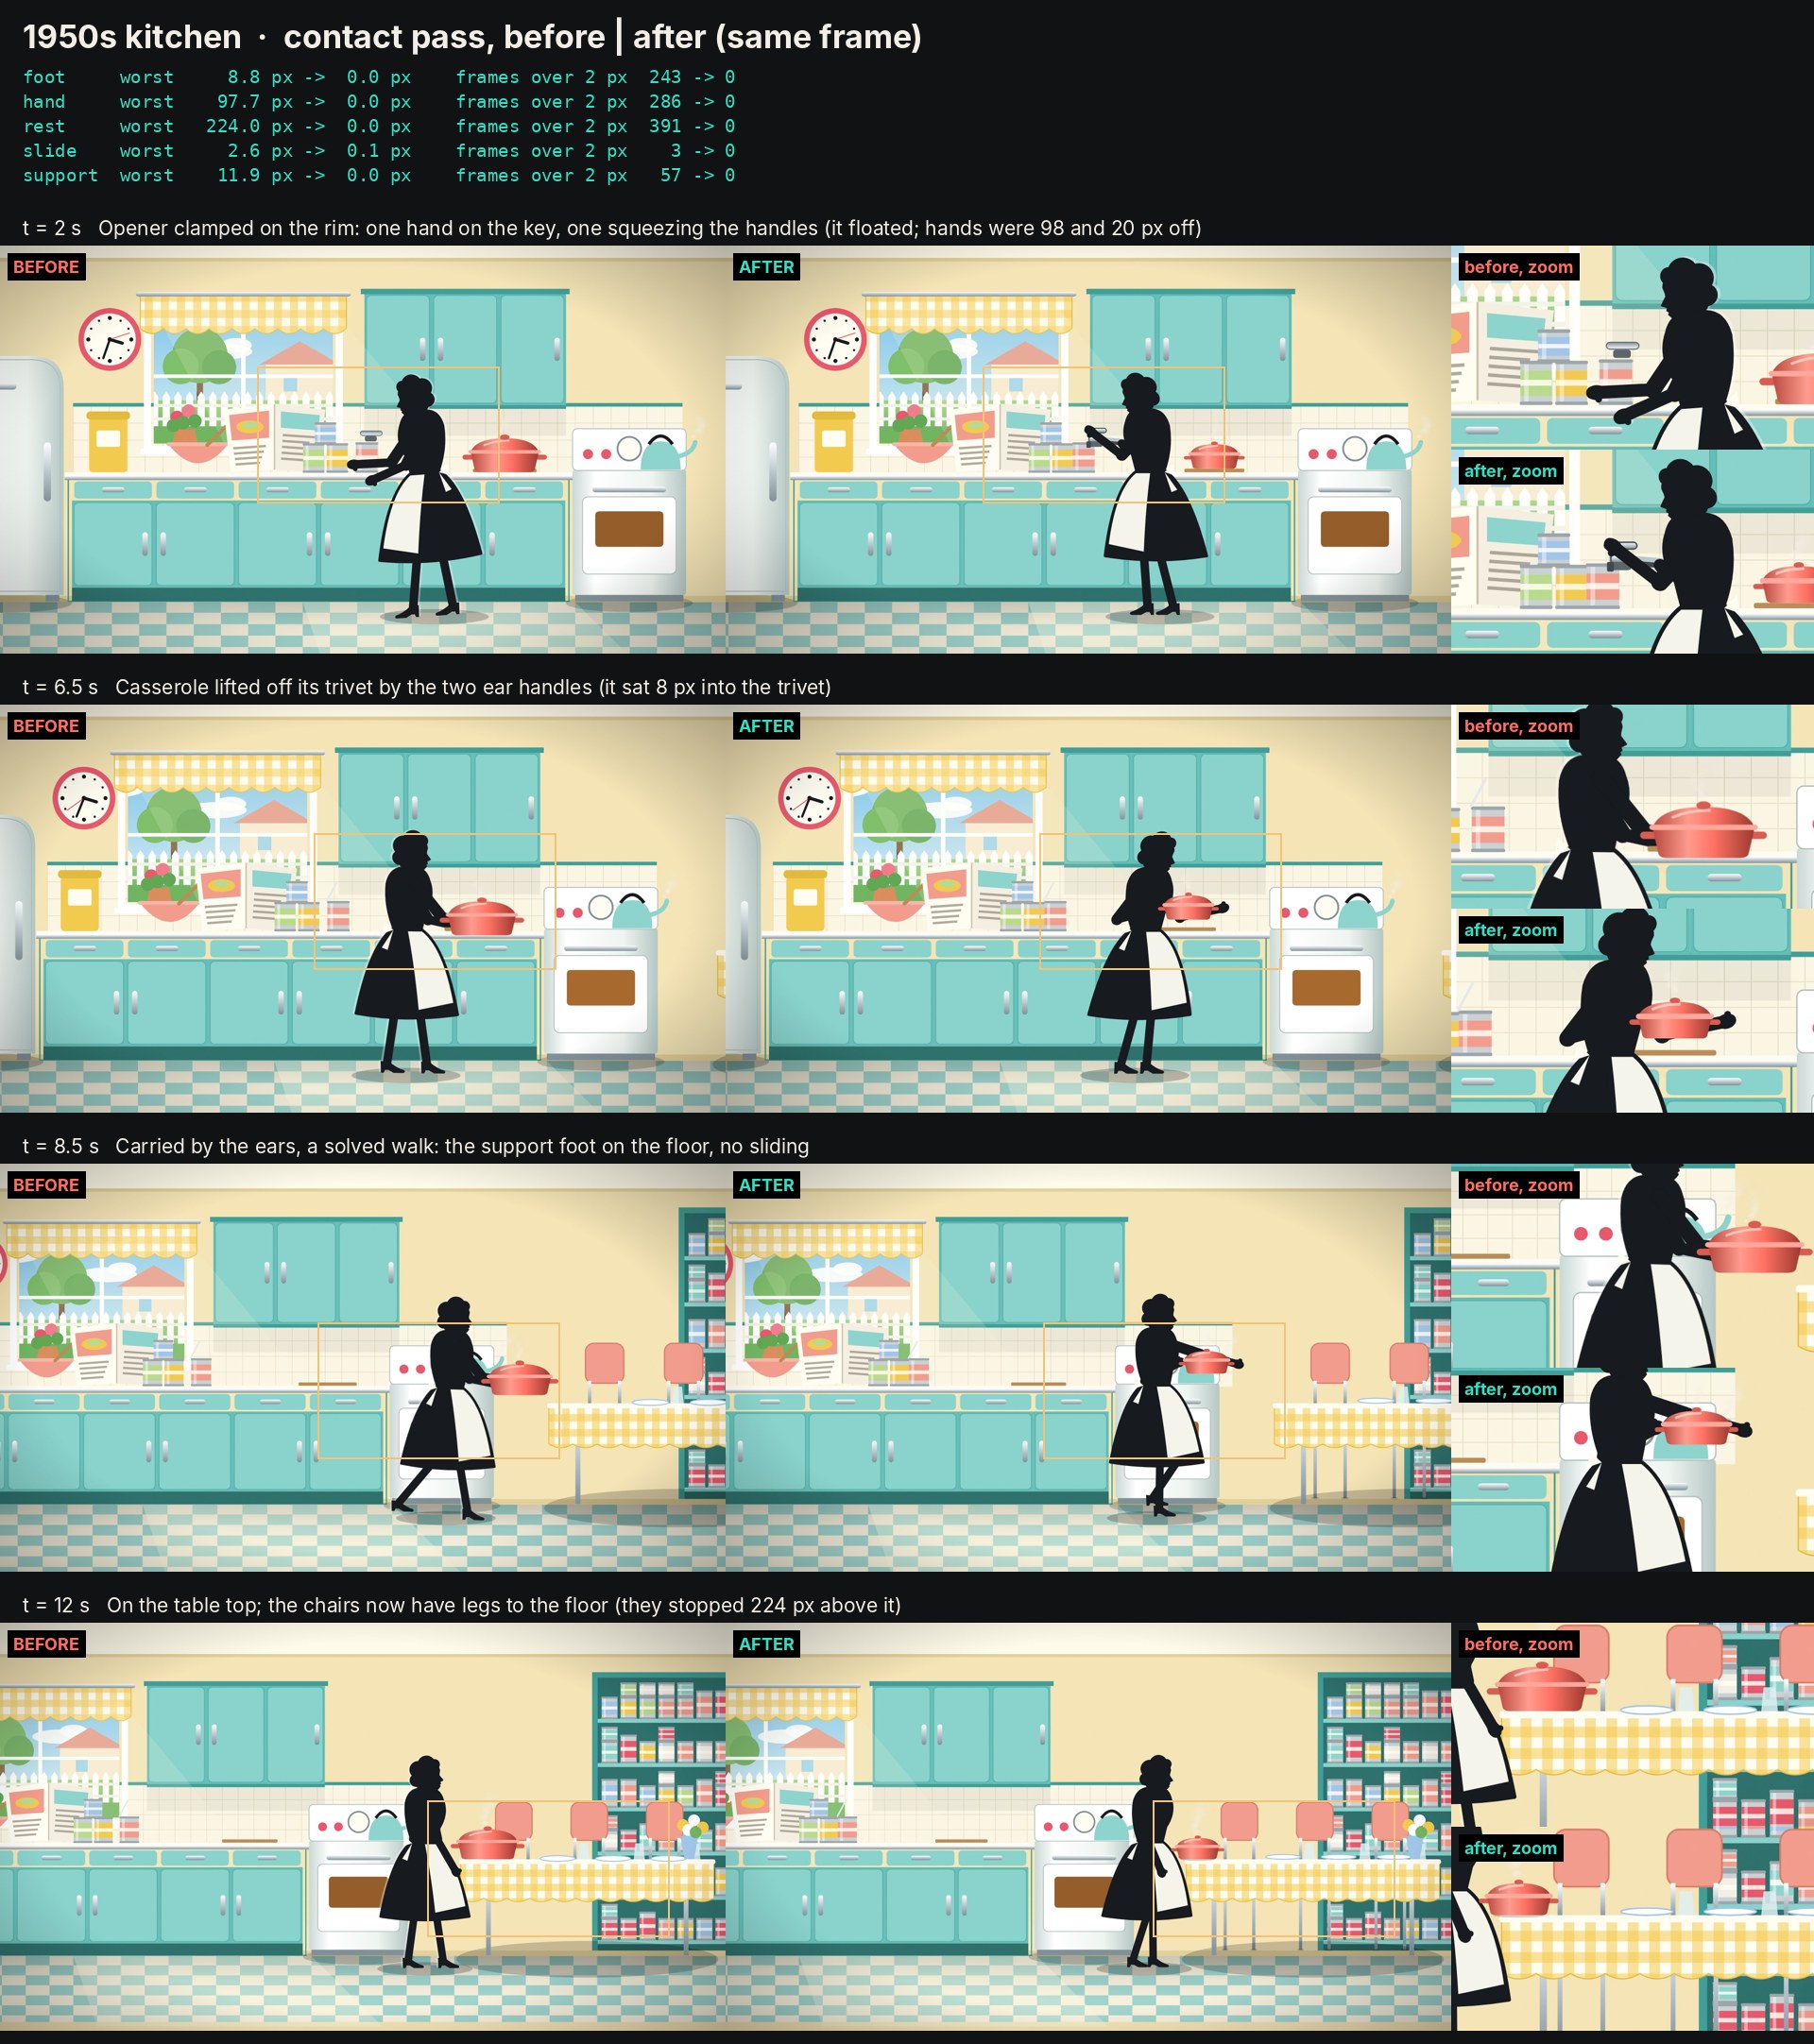 1950s kitchen · contact pass, before | after (same frame)
foot worst 8.8 px -> 0.0 px frames over 2 px 243 -> 0
hand worst 97.7 px -> 0.0 px frames over 2 px 286 -> 0
rest worst 224.0 px -> 0.0 px frames over 2 px 391 -> 0
slide worst 2.6 px -> 0.1 px frames over 2 px 3 -> 0
support worst 11.9 px -> 0.0 px frames over 2 px 57 -> 0
t = 2 s Opener clamped on the rim: one hand on the key, one squeezing the handles (it floated; hands were 98 and 20 px off)
BEFORE
AFTER
before, zoom
after, zoom
t = 6.5 s Casserole lifted off its trivet by the two ear handles (it sat 8 px into the trivet)
BEFORE
AFTER
before, zoom
after, zoom
t = 8.5 s Carried by the ears, a solved walk: the support foot on the floor, no sliding
BEFORE
AFTER
before, zoom
after, zoom
t = 12 s On the table top; the chairs now have legs to the floor (they stopped 224 px above it)
BEFORE
AFTER
before, zoom
after, zoom